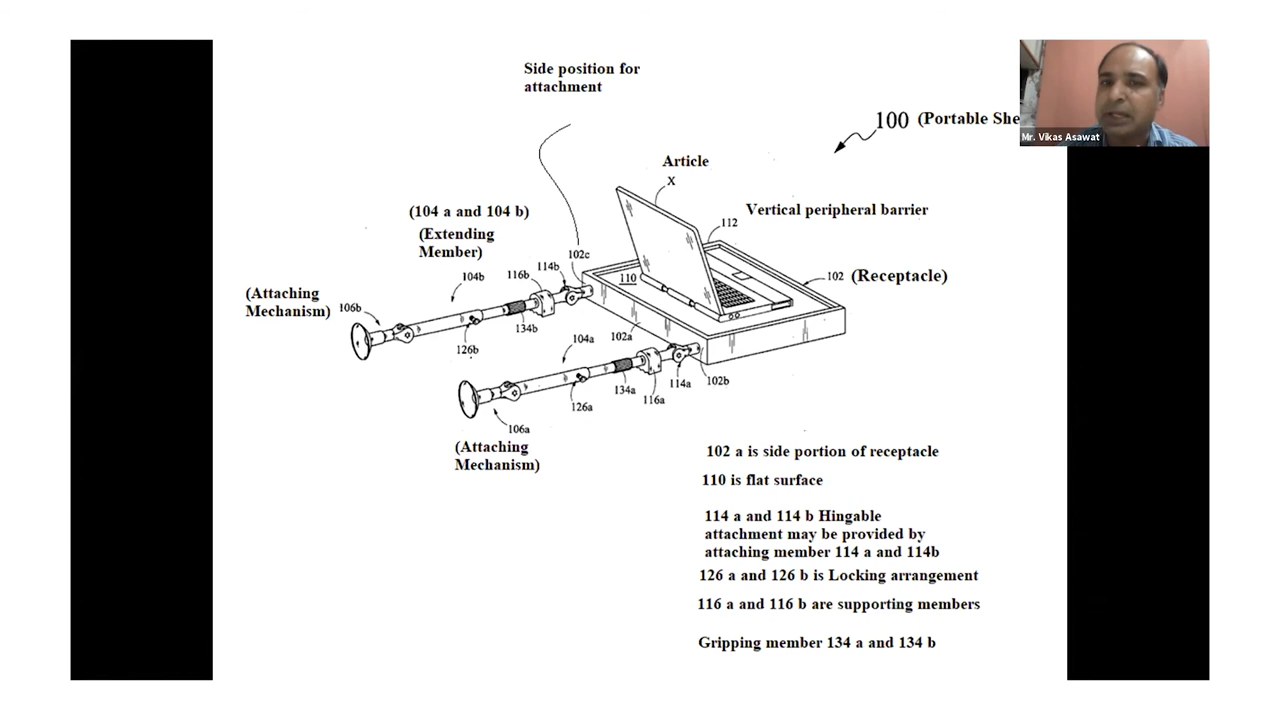 Side position for
attachment
100 (Portable She
Mr. Vikas Asawat
Article
X
(104 a and 104 b)
(Extending
Member)
Vertical peripheral barrier
112
102c
114b
116b
104b
110
102 (Receptacle)
(Attaching
Mechanism)
106b
134b
126b
102a
104a
114a
102b
134a
116a
126a
106a
(Attaching
Mechanism)
102 a is side portion of receptacle
110 is flat surface
114 a and 114 b Hingable
attachment may be provided by
attaching member 114 a and 114b
126 a and 126 b is Locking arrangement
116 a and 116 b are supporting members
Gripping member 134 a and 134 b